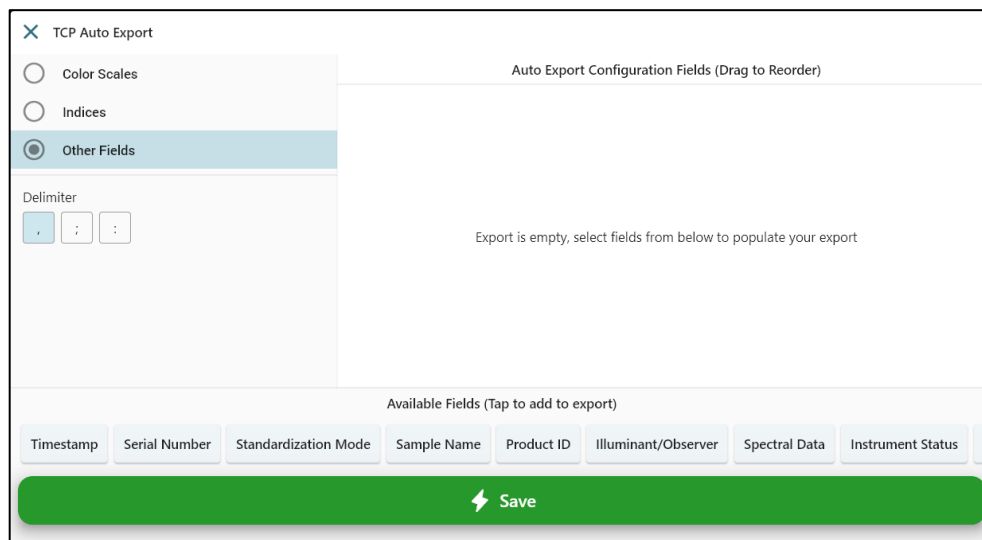 TCP Auto Export
Color Scales
Indices
Other Fields
Delimiter
, ; :
Auto Export Configuration Fields (Drag to Reorder)
Export is empty, select fields from below to populate your export
Available Fields (Tap to add to export)
Timestamp Serial Number Standardization Mode Sample Name Product ID Illuminant/Observer Spectral Data Instrument Status
Save